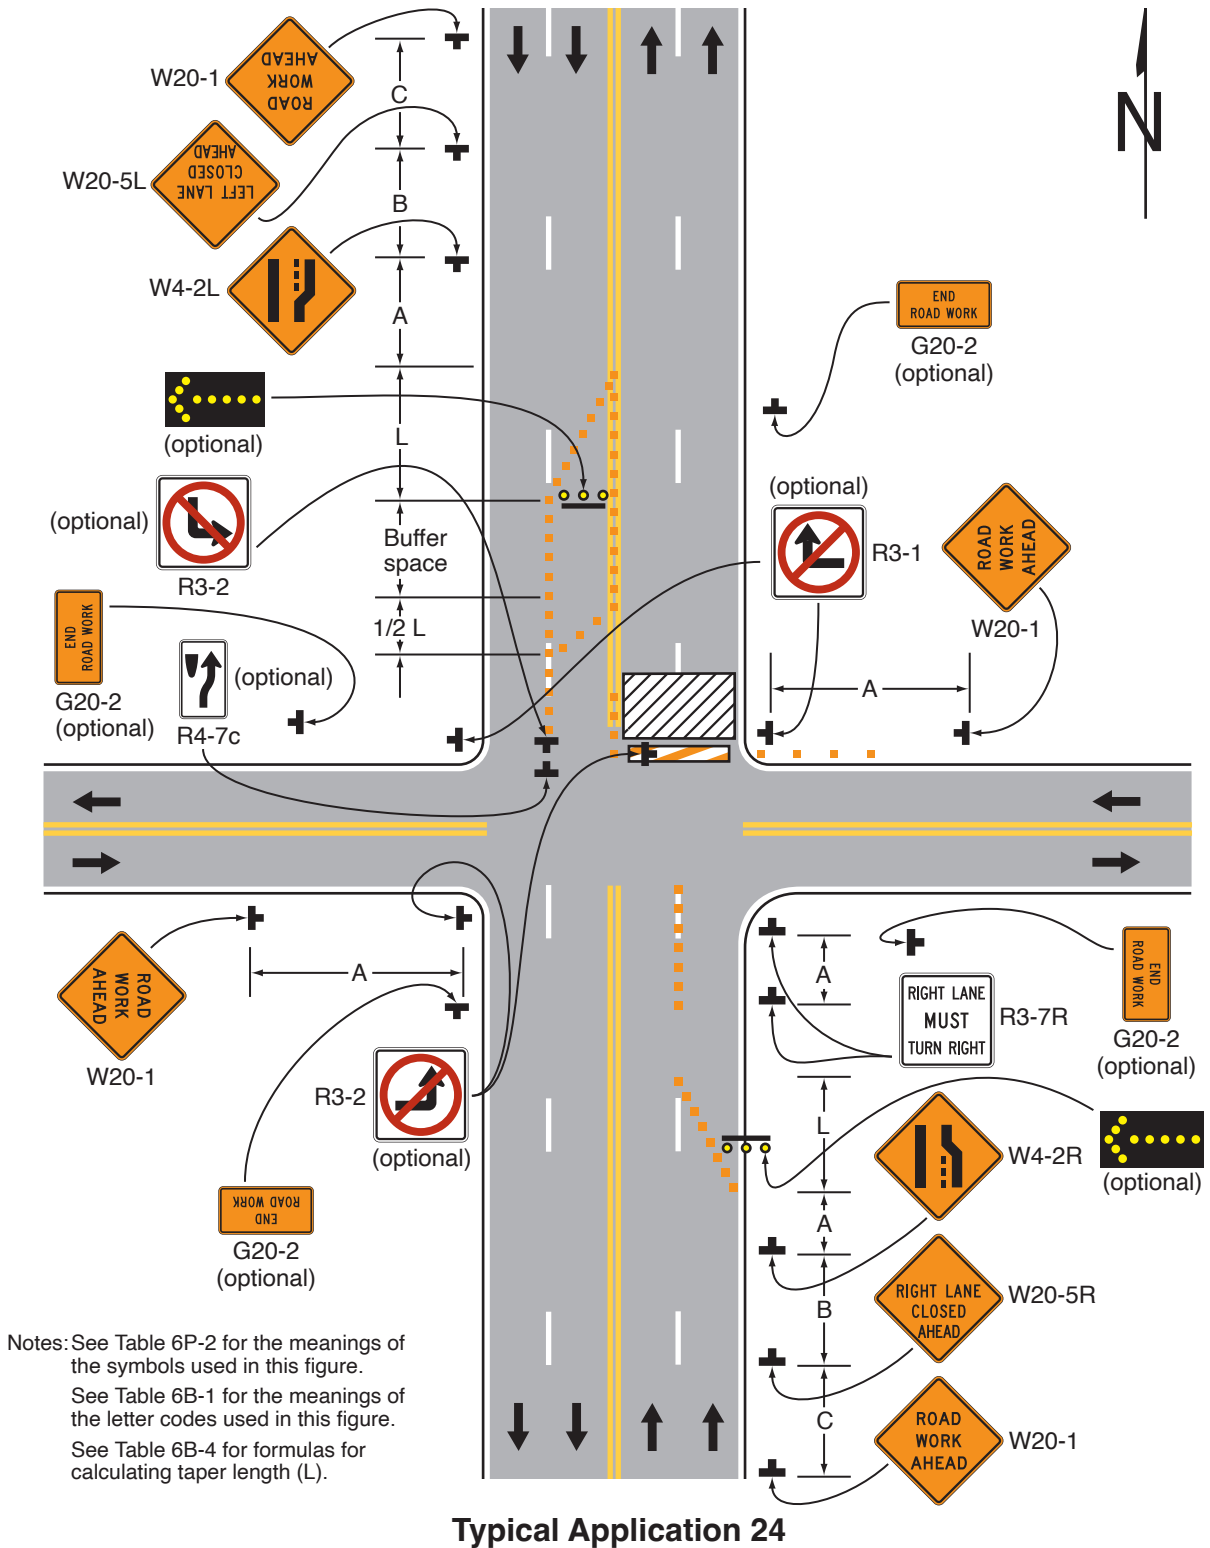 W20-1
ROAD
WORK
AHEAD
C
N
W20-5L
LEFT LANE
CLOSED
AHEAD
B
W4-2L
A
END
ROAD WORK
G20-2
(optional)
(optional)
L
(optional)
R3-2
Buffer
space
(optional)
R3-1
ROAD
WORK
AHEAD
W20-1
END
ROAD WORK
G20-2
(optional)
1/2 L
(optional)
R4-7c
A
ROAD
WORK
AHEAD
W20-1
A
R3-2
(optional)
END
ROAD WORK
G20-2
(optional)
A
RIGHT LANE
MUST
TURN RIGHT
R3-7R
END
ROAD WORK
G20-2
(optional)
L
W4-2R
(optional)
A
B
RIGHT LANE
CLOSED
AHEAD
W20-5R
C
ROAD
WORK
AHEAD
W20-1
Notes: See Table 6P-2 for the meanings of
the symbols used in this figure.
See Table 6B-1 for the meanings of
the letter codes used in this figure.
See Table 6B-4 for formulas for
calculating taper length (L).
Typical Application 24